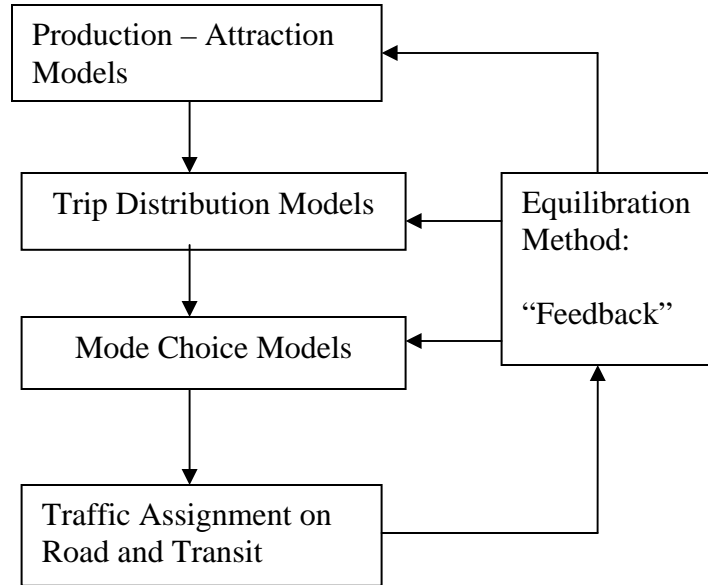 Production – Attraction
Models
Trip Distribution Models
Equilibration
Method:
“Feedback”
Mode Choice Models
Traffic Assignment on
Road and Transit